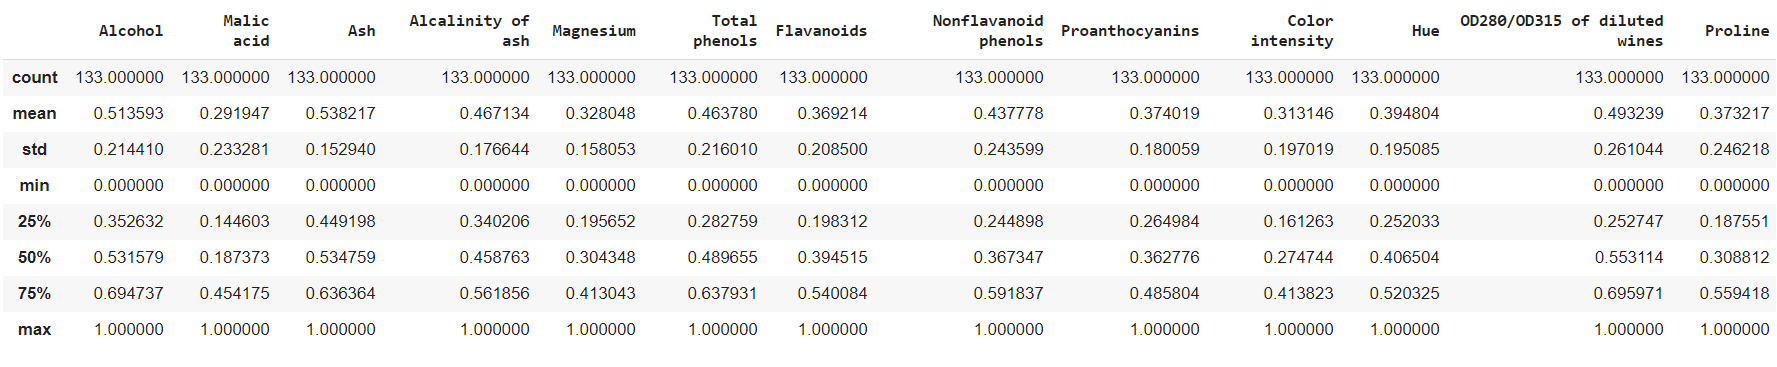 Alcohol Malic acid Ash Alcalinity of ash Magnesium Total phenols Flavanoids Nonflavanoid phenols Proanthocyanins Color intensity Hue OD280/OD315 of diluted wines Proline
count 133.000000 133.000000 133.000000 133.000000 133.000000 133.000000 133.000000 133.000000 133.000000 133.000000 133.000000 133.000000 133.000000
mean 0.513593 0.291947 0.538217 0.467134 0.328048 0.463780 0.369214 0.437778 0.374019 0.313146 0.394804 0.493239 0.373217
std 0.214410 0.233281 0.152940 0.176644 0.158053 0.216010 0.208500 0.243599 0.180059 0.197019 0.195085 0.261044 0.246218
min 0.000000 0.000000 0.000000 0.000000 0.000000 0.000000 0.000000 0.000000 0.000000 0.000000 0.000000 0.000000 0.000000
25% 0.352632 0.144603 0.449198 0.340206 0.195652 0.282759 0.198312 0.244898 0.264984 0.161263 0.252033 0.252747 0.187551
50% 0.531579 0.187373 0.534759 0.458763 0.304348 0.489655 0.394515 0.367347 0.362776 0.274744 0.406504 0.553114 0.308812
75% 0.694737 0.454175 0.636364 0.561856 0.413043 0.637931 0.540084 0.591837 0.485804 0.413823 0.520325 0.695971 0.559418
max 1.000000 1.000000 1.000000 1.000000 1.000000 1.000000 1.000000 1.000000 1.000000 1.000000 1.000000 1.000000 1.000000